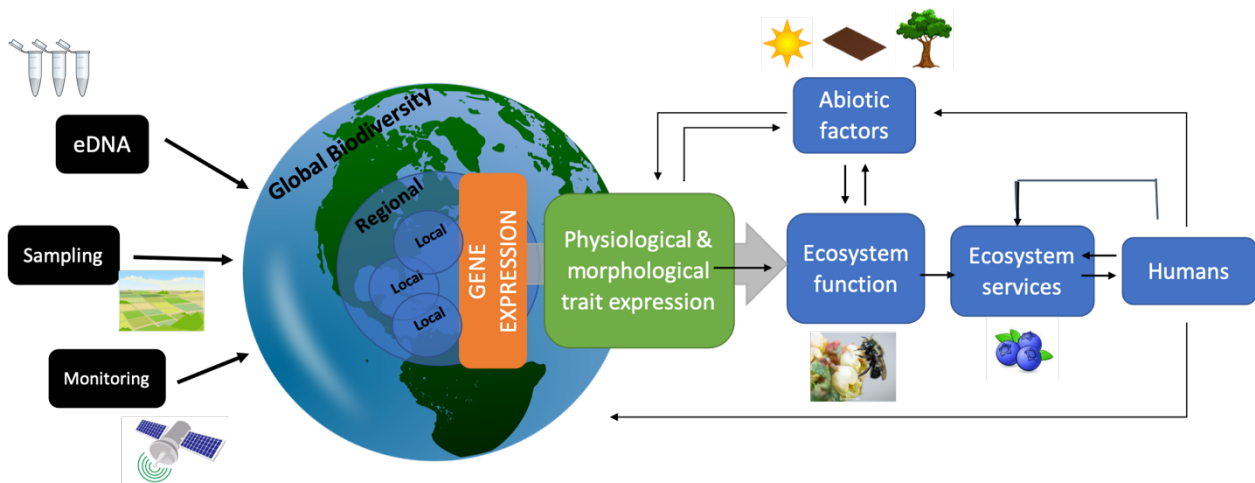 eDNA
Sampling
Monitoring
Global Biodiversity
Regional
Local
Local
Local
GENE
EXPRESSION
Physiological &
morphological
trait expression
Abiotic
factors
Ecosystem
function
Ecosystem
services
Humans